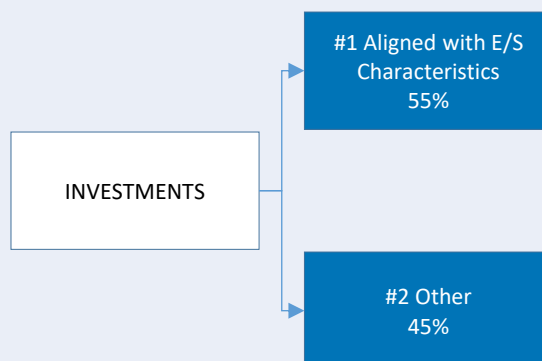 #1 Aligned with E/S
Characteristics
55%
INVESTMENTS
#2 Other
45%